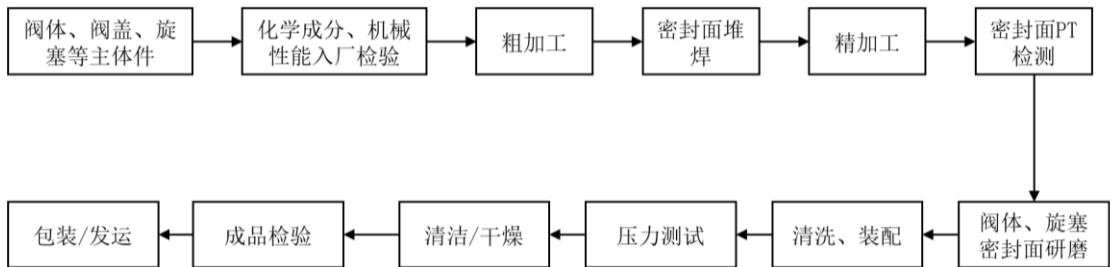 阀体、阀盖、旋
塞等主体件
化学成分、机械
性能入厂检验
粗加工
密封面堆
焊
精加工
密封面PT
检测
阀体、旋塞
密封面研磨
清洗、装配
压力测试
清洁/干燥
成品检验
包装/发运